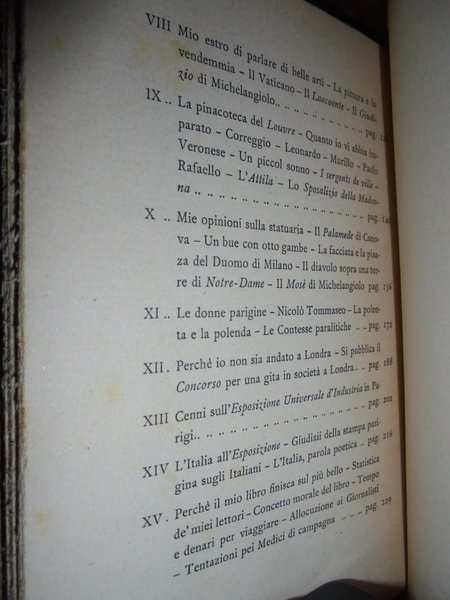 VIII Mio estro di parlare di belle arti - La pittura e la
vendemmia - Il Vaticano - Il Laocoonte - Il Giudi-
zio di Michelangiolo.. .. .. .. .. .. .. .. pag.
IX .. La pinacoteca del Louvre - Quanto io vi abbia im-
parato - Correggio - Leonardo - Murillo - Paolo
Veronese - Un piccol sonno - I sergents de ville -
Rafaello - L'Attila - Lo Sposalizio della Madon-
na .. .. .. .. .. .. .. .. .. .. pag. 140
X .. Mie opinioni sulla statuaria - Il Palamede di Cano-
va - Un bue con otto gambe - La facciata e la piaz-
za del Duomo di Milano - Il diavolo sopra una tor-
re di Notre-Dame - Il Mosè di Michelangiolo pag. 156
XI .. Le donne parigine - Nicolò Tommaseo - La polen-
ta e la polenda - Le Contesse paralitiche .. pag. 172
XII . Perchè io non sia andato a Londra - Si pubblica il
Concorso per una gita in società a Londra.. pag. 188
XIII Cenni sull'Esposizione Universale d'Industria in Pa-
rigi.. .. .. .. .. .. .. .. .. .. pag. 200
XIV L'Italia all'Esposizione - Giudizii della stampa pari-
gina sugli Italiani - L'Italia, parola poetica .. pag. 216
XV . Perchè il mio libro finisca sul più bello - Statistica
de' miei lettori - Concetto morale del libro - Tempo
e denari per viaggiare - Allocuzione ai Giornalisti
- Tentazioni pei Medici di campagna .. .. .. pag. 229